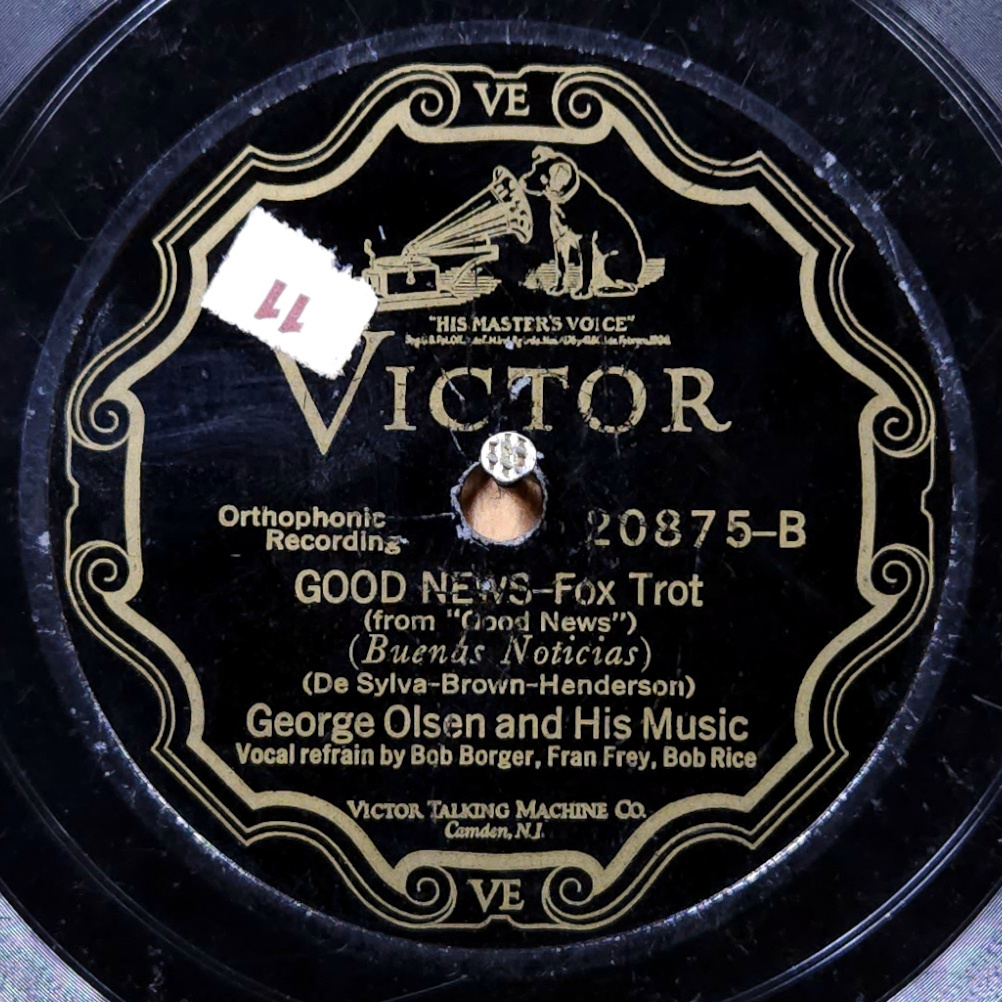 VE
11
"HIS MASTER'S VOICE"
VICTOR
Orthophonic
Recording
20875-B
GOOD NEWS-Fox Trot
(from "Good News")
(Buenas Noticias)
(De Sylva-Brown-Henderson)
George Olsen and His Music
Vocal refrain by Bob Borger, Fran Frey, Bob Rice
VICTOR TALKING MACHINE CO.
Camden, N.J.
VE